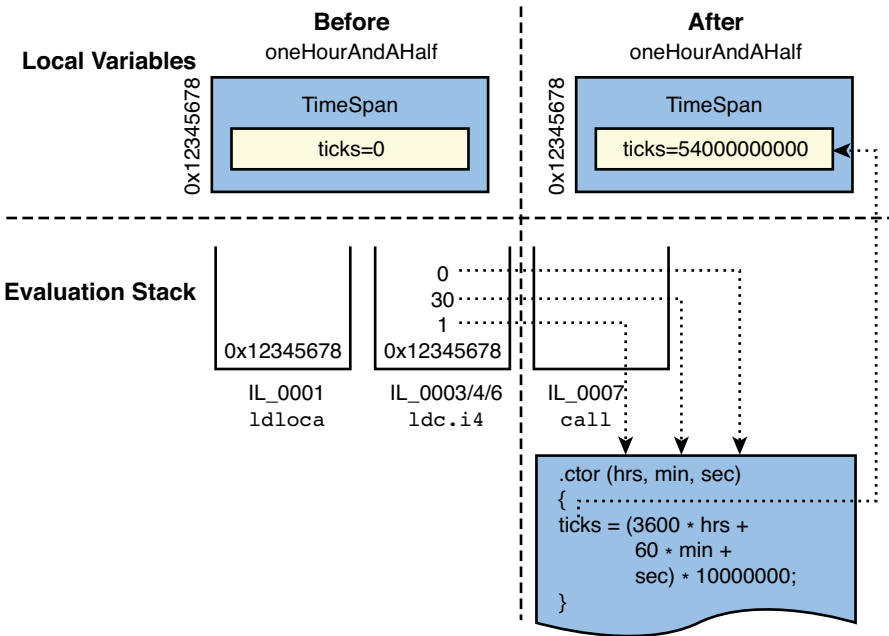 Before
After
oneHourAndAHalf
oneHourAndAHalf
Local Variables
0x12345678
TimeSpan
ticks=0
0x12345678
TimeSpan
ticks=54000000000
Evaluation Stack
0x12345678
0
30
1
0x12345678
IL_0001
ldloca
IL_0003/4/6
ldc.i4
IL_0007
call
.ctor (hrs, min, sec)
{
ticks = (3600 * hrs +
60 * min +
sec) * 10000000;
}